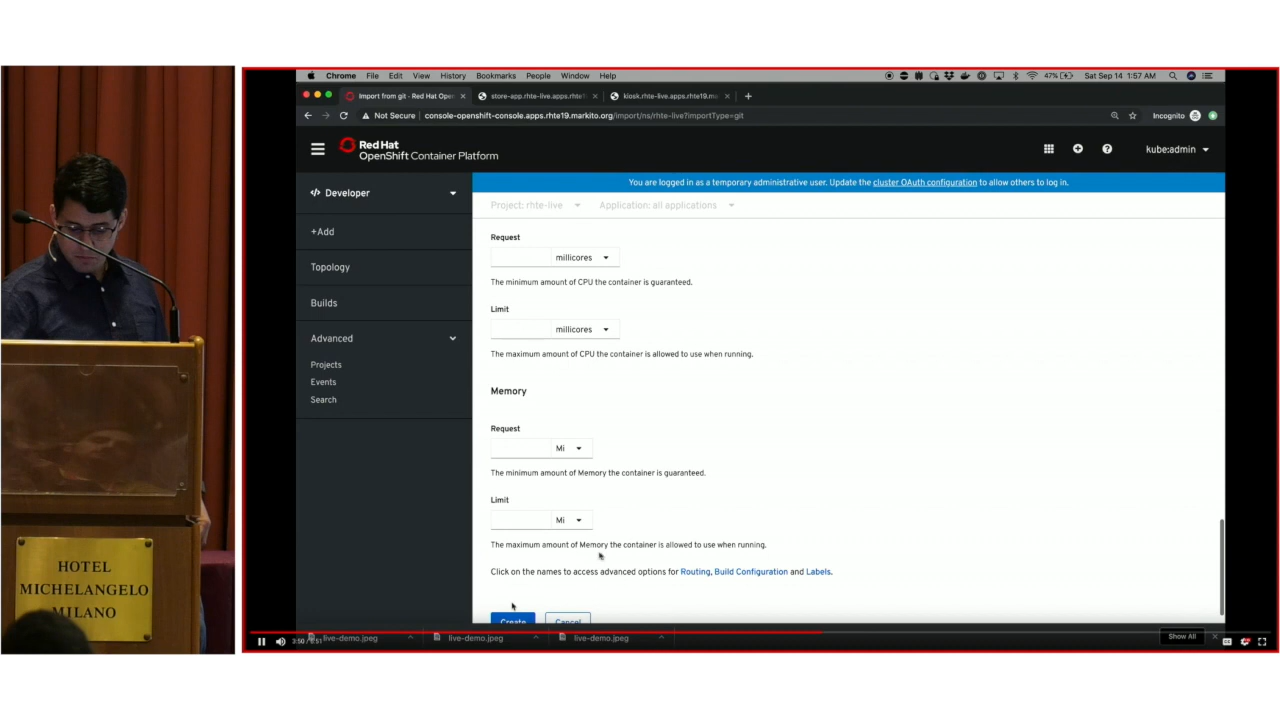 HOTEL
MICHELANGELO
MILANO
Chrome File Edit View History Bookmarks People Window Help
47% Sat Sep 14 1:57 AM
Import from git · Red Hat Open
store-app.rhte-live.apps.rhte
kiosk.rhte-live.apps.rhte19.m
Not Secure | console-openshift-console.apps.rhte19.markito.org/import/ns/rhte-live?importType=git
Incognito
Red Hat
OpenShift Container Platform
kube:admin
You are logged in as a temporary administrative user. Update the cluster OAuth configuration to allow others to log in.
Developer
Project: rhte-live Application: all applications
+Add
Topology
Builds
Advanced
Projects
Events
Search
Request
millicores
The minimum amount of CPU the container is guaranteed.
Limit
millicores
The maximum amount of CPU the container is allowed to use when running.
Memory
Request
Mi
The minimum amount of Memory the container is guaranteed.
Limit
Mi
The maximum amount of Memory the container is allowed to use when running.
Click on the names to access advanced options for Routing, Build Configuration and Labels.
Create Cancel
live-demo.jpeg live-demo.jpeg live-demo.jpeg Show All
3:50